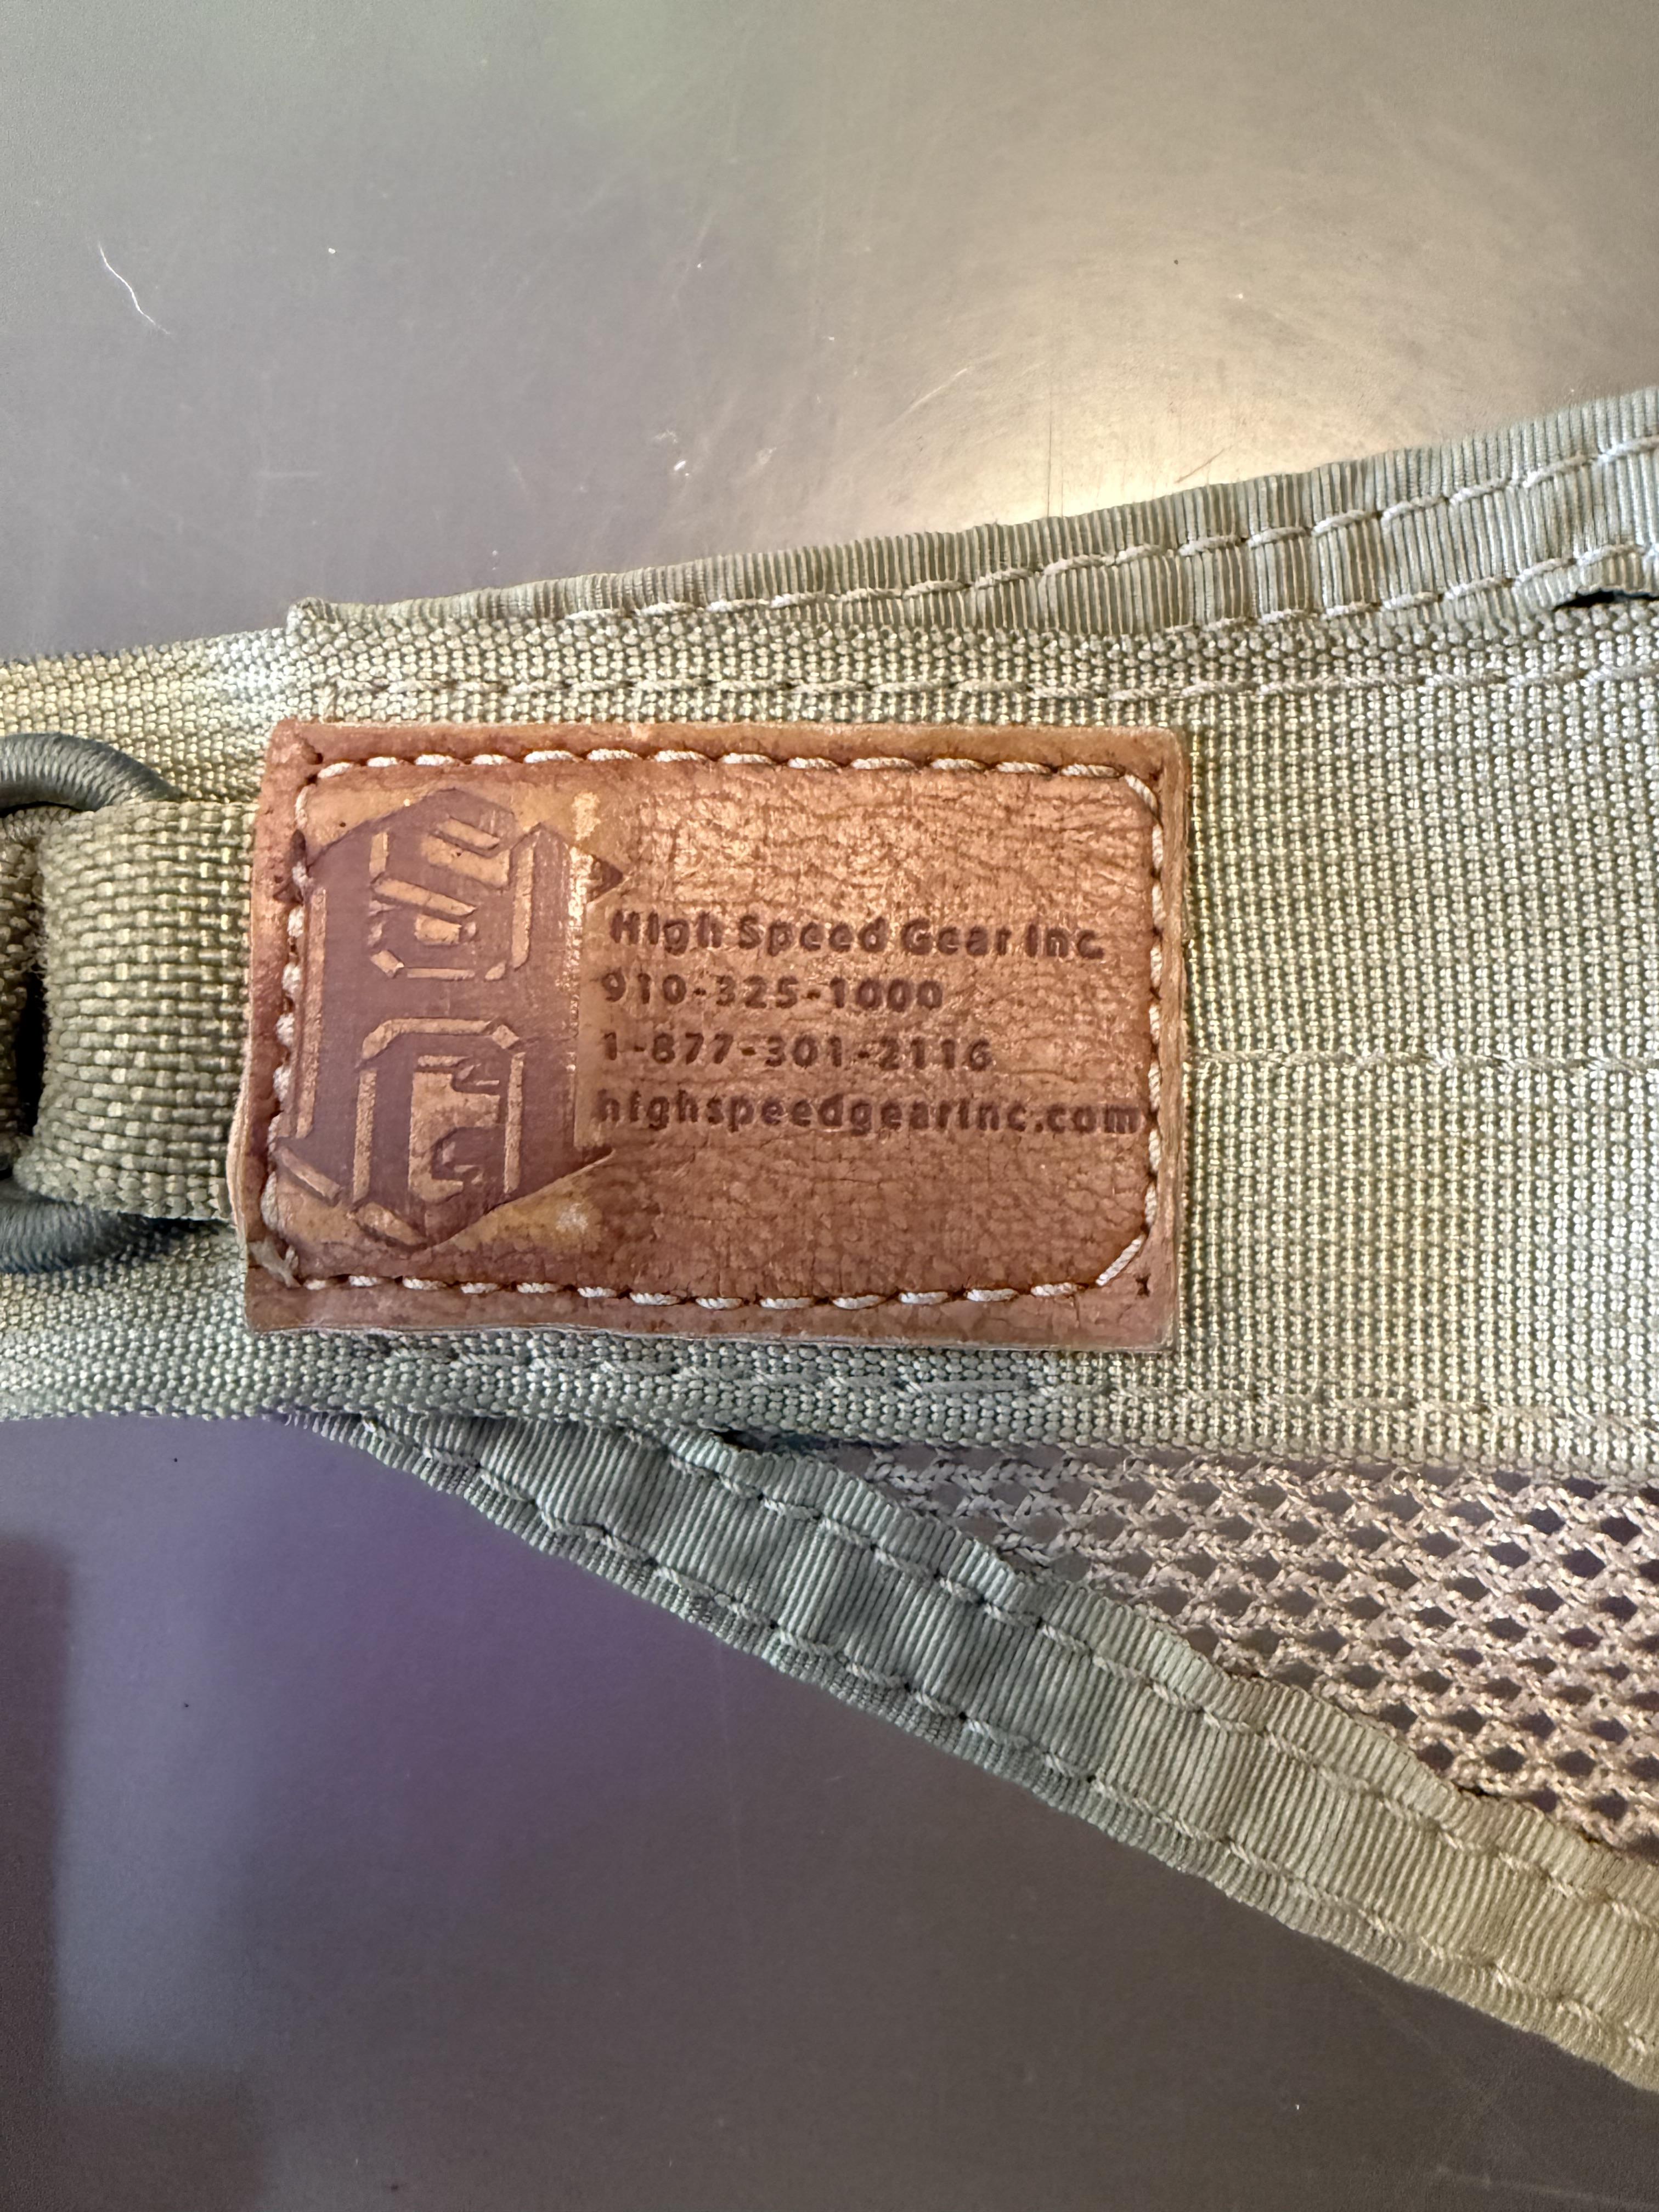 High Speed Gear Inc.
910-325-1000
1-877-301-2116
highspeedgearinc.com